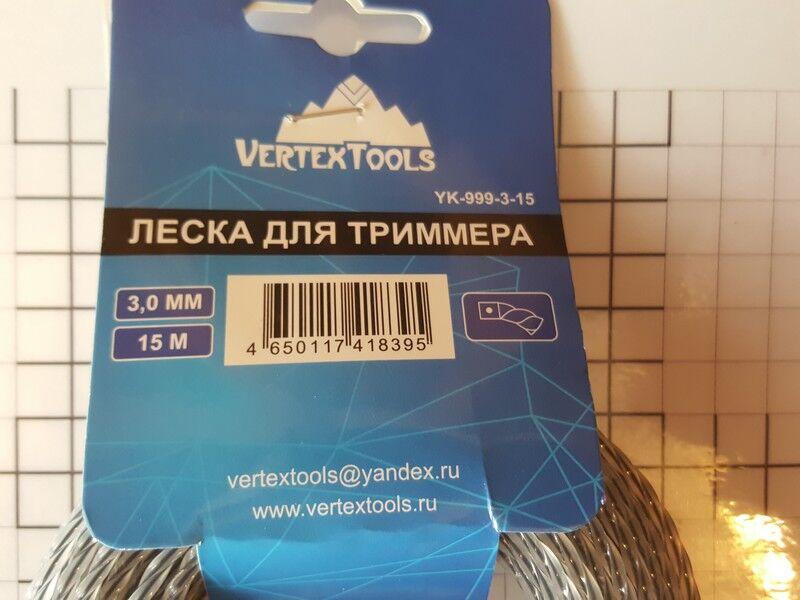 VERTEXTOOLS
YK-999-3-15
ЛЕСКА ДЛЯ ТРИММЕРА
3,0 ММ
15 М
4 650117 418395
vertextools@yandex.ru
www.vertextools.ru